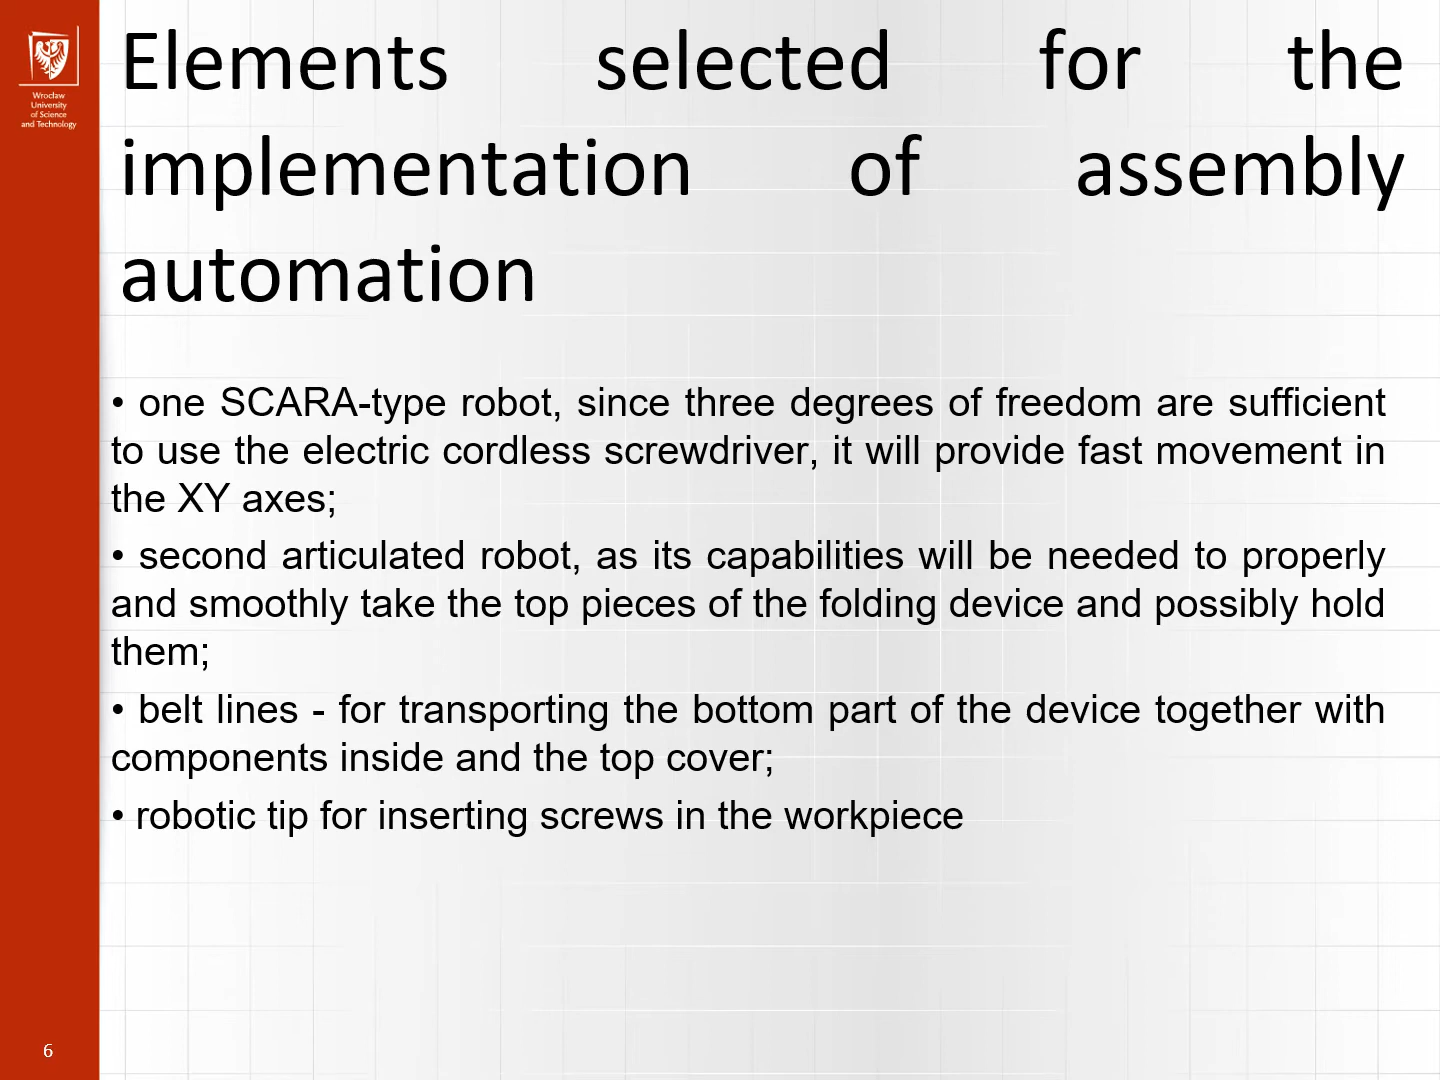 Wrocław
University
of Science
and Technology
Elements selected for the
implementation of assembly
automation
• one SCARA-type robot, since three degrees of freedom are sufficient
to use the electric cordless screwdriver, it will provide fast movement in
the XY axes;
• second articulated robot, as its capabilities will be needed to properly
and smoothly take the top pieces of the folding device and possibly hold
them;
• belt lines - for transporting the bottom part of the device together with
components inside and the top cover;
• robotic tip for inserting screws in the workpiece
6